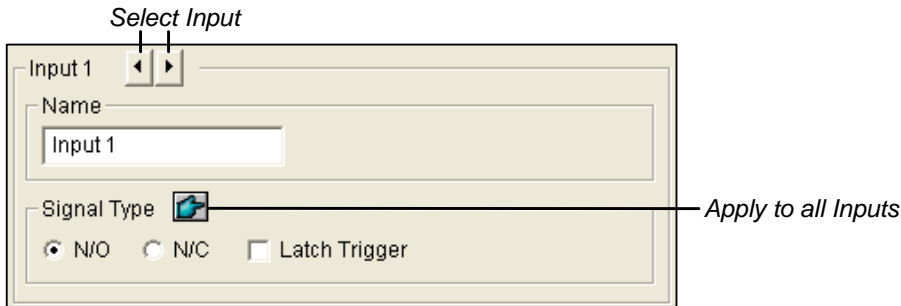 Select Input
Input 1
Name
Input 1
Signal Type
Apply to all Inputs
N/O N/C Latch Trigger